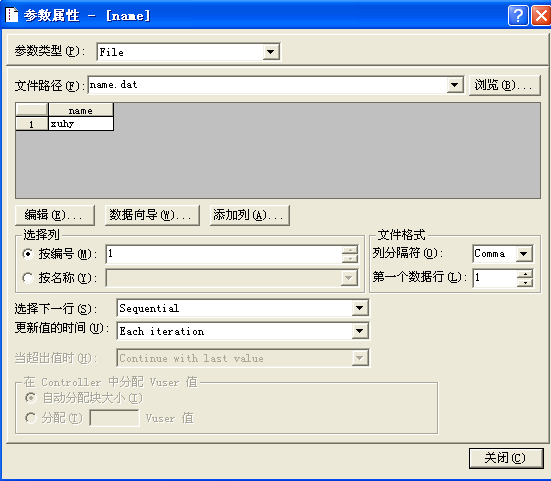 参数属性 - [name]
参数类型(P): File
文件路径(F): name.dat 浏览(B)...
name
1 xuhy
编辑(E)... 数据向导(W)... 添加列(A)...
选择列 文件格式
按编号(M): 1 列分隔符(O): Comma
按名称(Y): 第一个数据行(L): 1
选择下一行(S): Sequential
更新值的时间(U): Each iteration
当超出值时(H): Continue with last value
在 Controller 中分配 Vuser 值
自动分配块大小(I)
分配(T) Vuser 值
关闭(C)